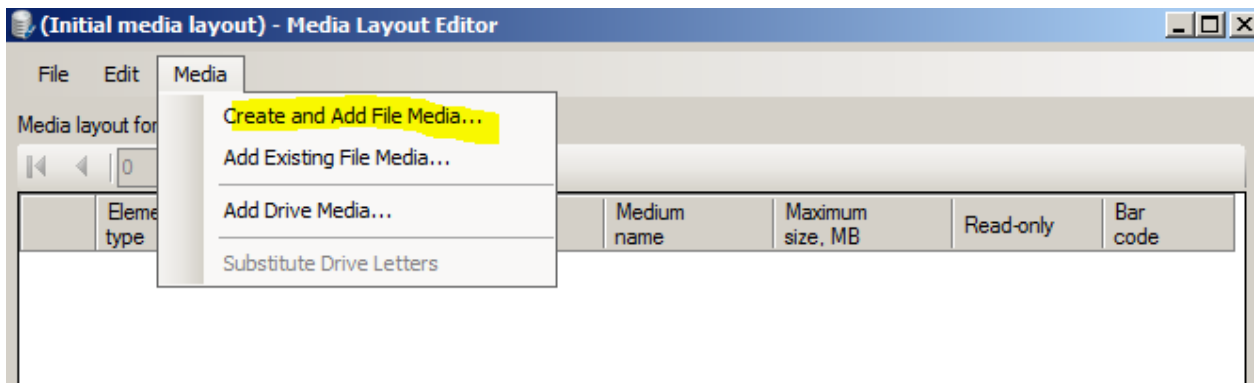 (Initial media layout) - Media Layout Editor
File Edit Media
Create and Add File Media...
Media layout for
Add Existing File Media...
0
Add Drive Media...
Substitute Drive Letters
Eleme
type
Medium
name
Maximum
size, MB
Read-only
Bar
code